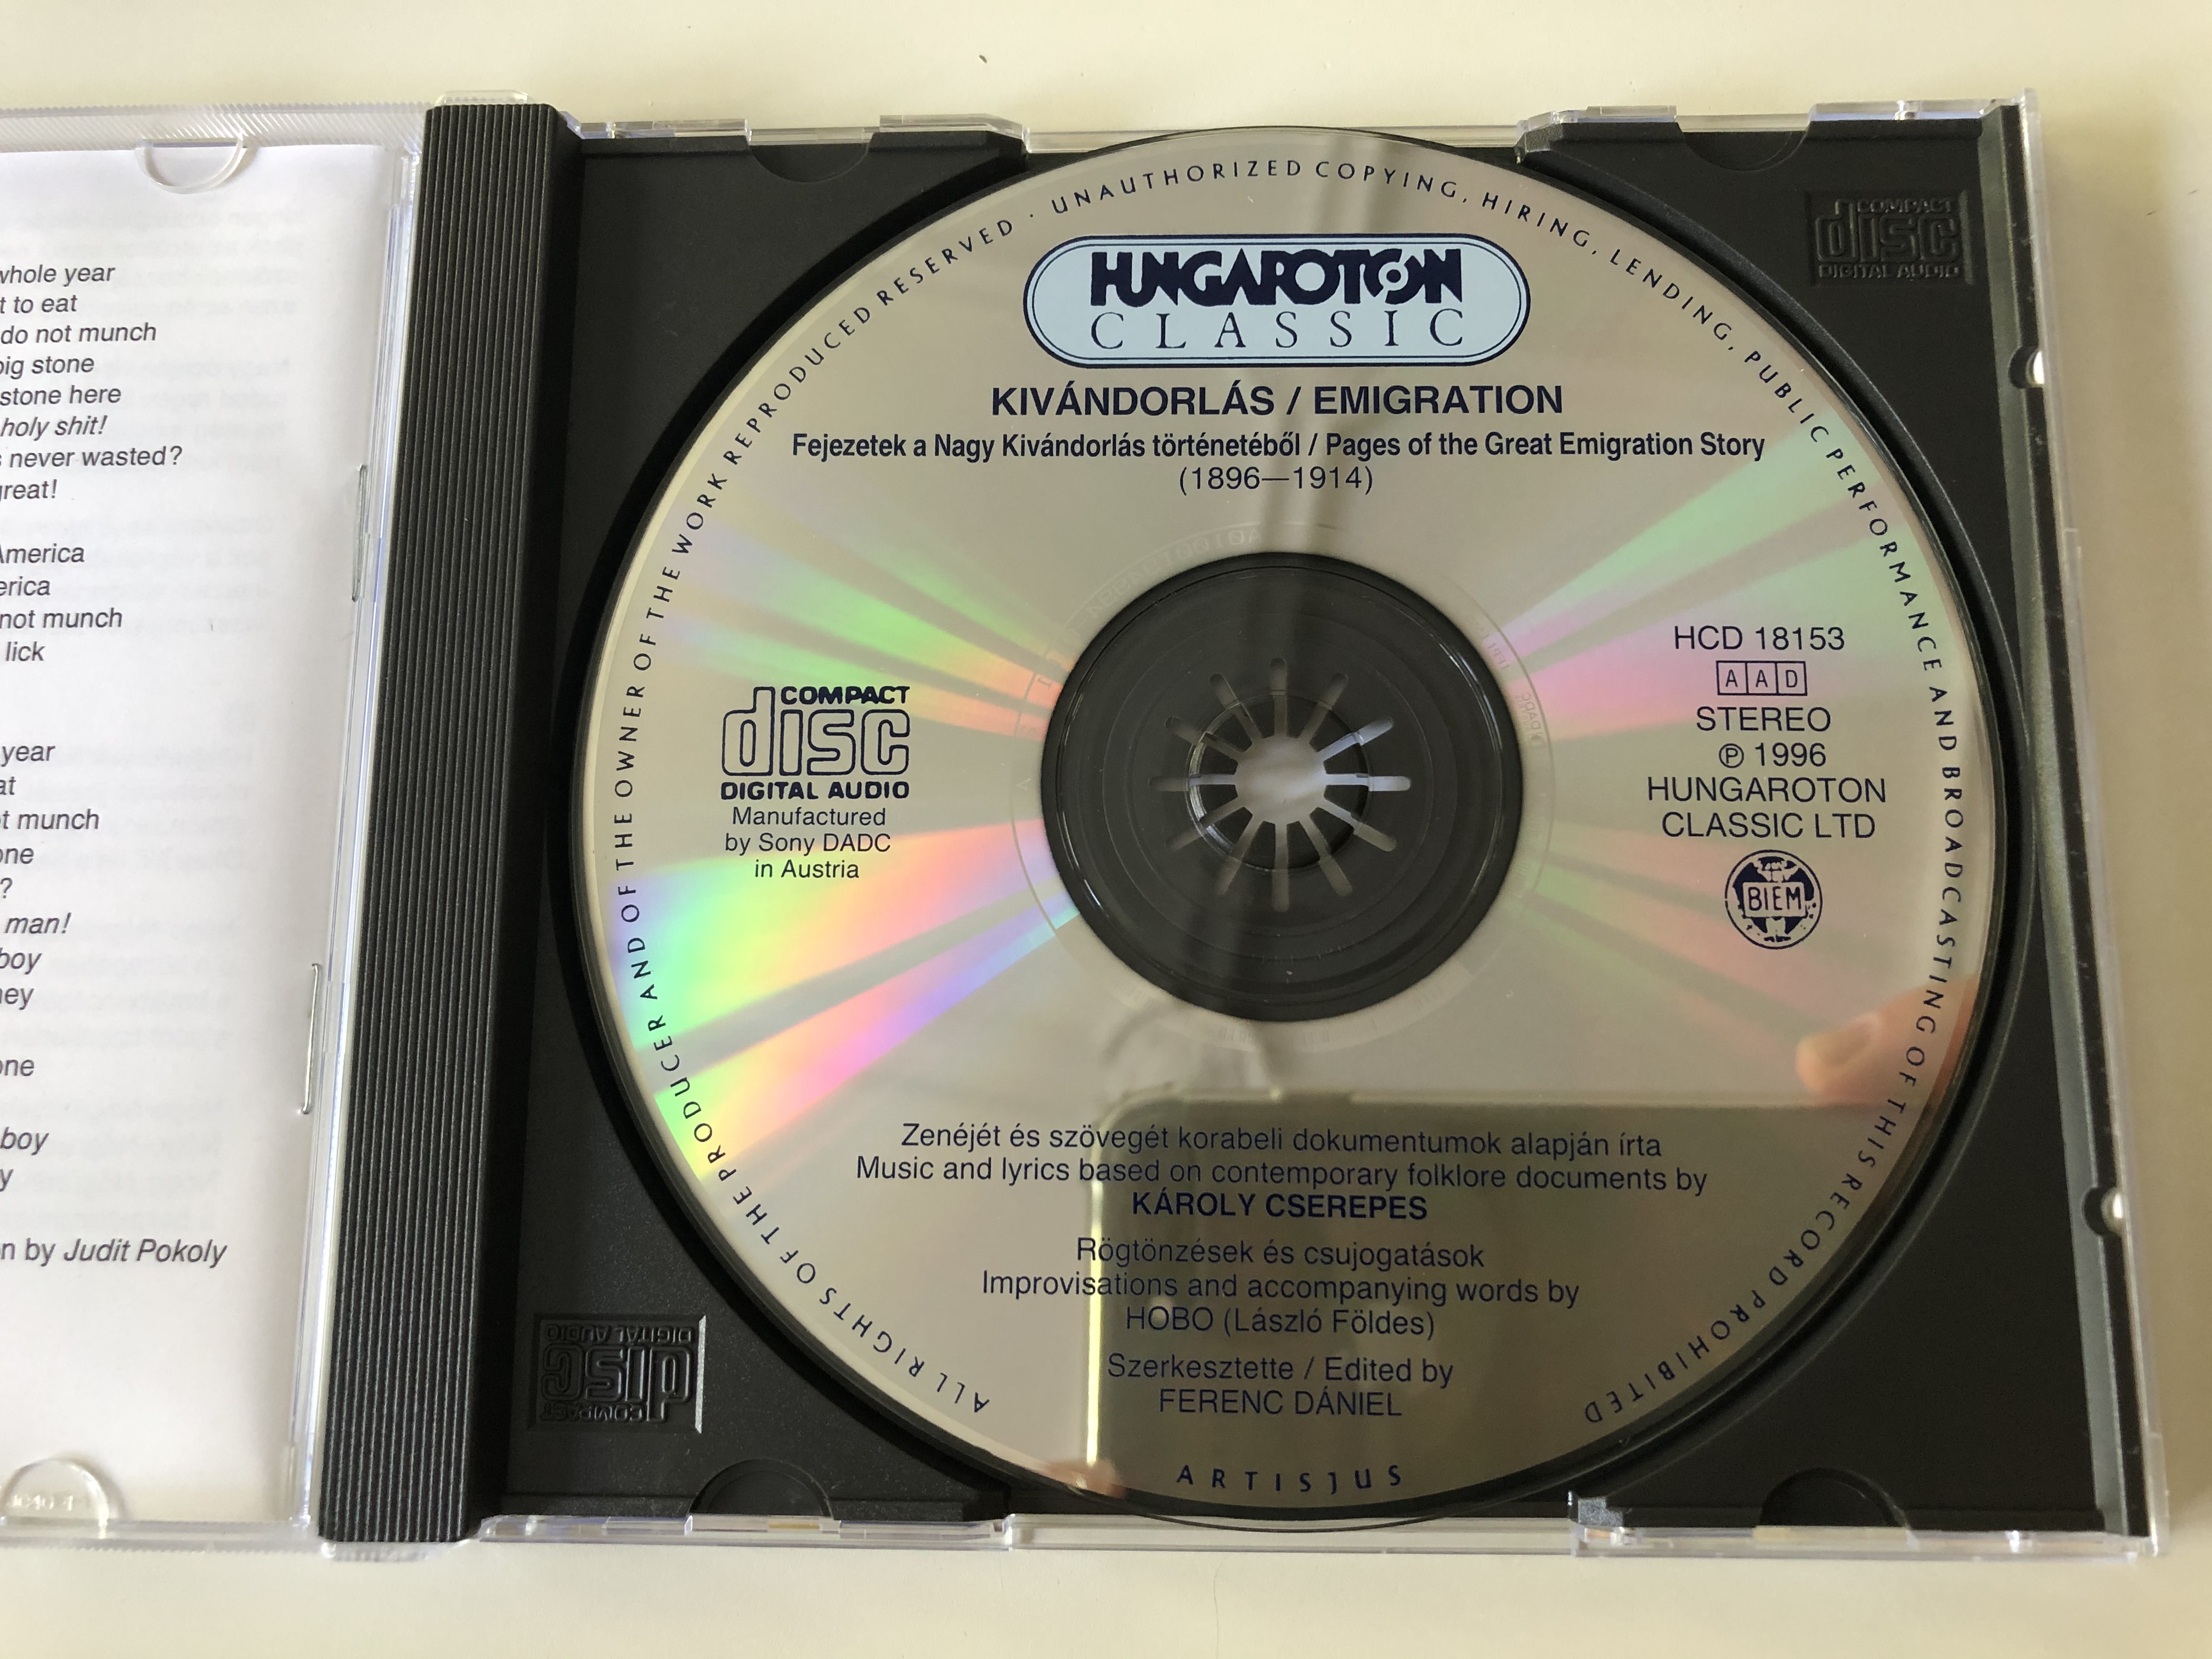 whole year
t to eat
do not munch
big stone
stone here
holy shit!
never wasted?
great!
America
erica
not munch
lick
year
at
t munch
one
?
man!
boy
ney
one
boy
y
n by Judit Pokoly
ALL RIGHTS OF THE PRODUCER AND OF THE OWNER OF THE WORK REPRODUCED RESERVED · UNAUTHORIZED COPYING, HIRING, LENDING, PUBLIC PERFORMANCE AND BROADCASTING OF THIS RECORD PROHIBITED
HUNGAROTON
CLASSIC
KIVÁNDORLÁS / EMIGRATION
Fejezetek a Nagy Kivándorlás történetéből / Pages of the Great Emigration Story
(1896—1914)
COMPACT
disc
DIGITAL AUDIO
Manufactured
by Sony DADC
in Austria
HCD 18153
AAD
STEREO
℗ 1996
HUNGAROTON
CLASSIC LTD
BIEM
Zenéjét és szövegét korabeli dokumentumok alapján írta
Music and lyrics based on contemporary folklore documents by
KÁROLY CSEREPES
Rögtönzések és csujogatások
Improvisations and accompanying words by
HOBO (László Földes)
Szerkesztette / Edited by
FERENC DÁNIEL
ARTISJUS
COMPACT
disc
DIGITAL AUDIO
COMPACT
disc
DIGITAL AUDIO